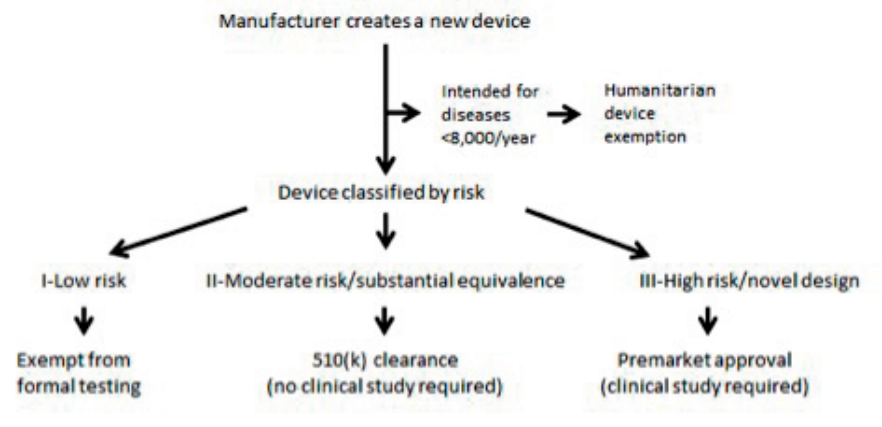 Manufacturer creates a new device
Intended for
diseases
<8,000/year
Humanitarian
device
exemption
Device classified by risk
I-Low risk
II-Moderate risk/substantial equivalence
III-High risk/novel design
Exempt from
formal testing
510(k) clearance
(no clinical study required)
Premarket approval
(clinical study required)